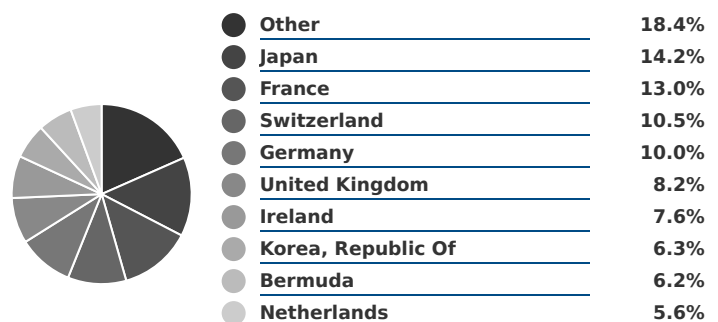 Other 18.4%
Japan 14.2%
France 13.0%
Switzerland 10.5%
Germany 10.0%
United Kingdom 8.2%
Ireland 7.6%
Korea, Republic Of 6.3%
Bermuda 6.2%
Netherlands 5.6%